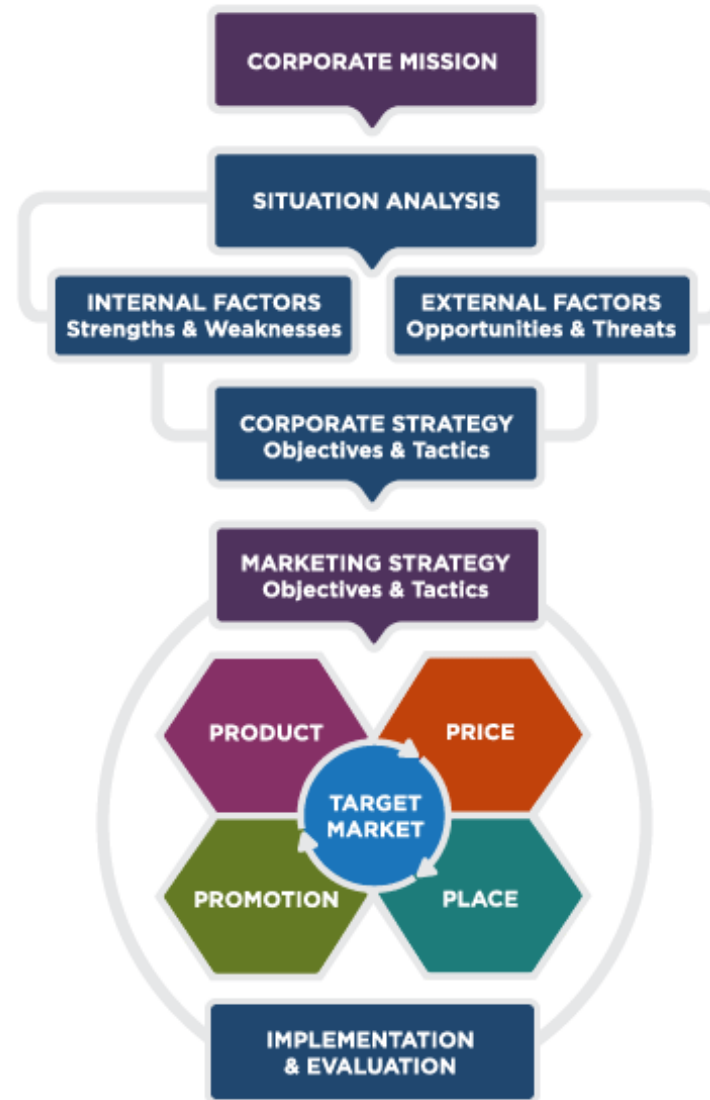 CORPORATE MISSION
SITUATION ANALYSIS
INTERNAL FACTORS
Strengths & Weaknesses
EXTERNAL FACTORS
Opportunities & Threats
CORPORATE STRATEGY
Objectives & Tactics
MARKETING STRATEGY
Objectives & Tactics
PRODUCT
PRICE
TARGET
MARKET
PROMOTION
PLACE
IMPLEMENTATION
& EVALUATION